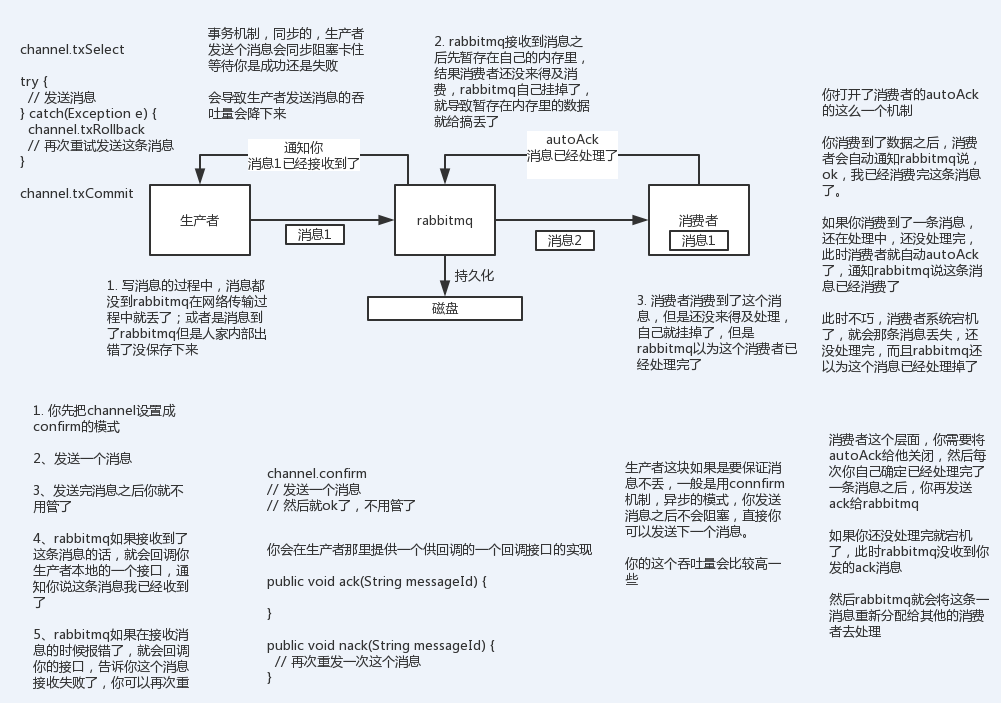 channel.txSelect
try {
// 发送消息
} catch(Exception e) {
channel.txRollback
// 再次重试发送这条消息
}
channel.txCommit
事务机制，同步的，生产者
发送个消息会同步阻塞卡住
等待你是成功还是失败
会导致生产者发送消息的吞
吐量会降下来
2. rabbitmq接收到消息之
后先暂存在自己的内存里，
结果消费者还没来得及消
费，rabbitmq自己挂掉了，
就导致暂存在内存里的数据
就给搞丢了
你打开了消费者的autoAck
的这么一个机制
你消费到了数据之后，消费
者会自动通知rabbitmq说，
ok，我已经消费完这条消息
了。
如果你消费到了一条消息，
还在处理中，还没处理完，
此时消费者就自动autoAck
了，通知rabbitmq说这条消
息已经消费了
此时不巧，消费者系统宕机
了，就会那条消息丢失，还
没处理完，而且rabbitmq还
以为这个消息已经处理掉了
通知你
消息1已经接收到了
autoAck
消息已经处理了
生产者
消息1
rabbitmq
消息2
消费者
消息1
持久化
磁盘
1. 写消息的过程中，消息都
没到rabbitmq在网络传输过
程中就丢了；或者是消息到
了rabbitmq但是人家内部出
错了没保存下来
3. 消费者消费到了这个消
息，但是还没来得及处理，
自己就挂掉了，但是
rabbitmq以为这个消费者已
经处理完了
1. 你先把channel设置成
confirm的模式
2、发送一个消息
3、发送完消息之后你就不
用管了
4、rabbitmq如果接收到了
这条消息的话，就会回调你
生产者本地的一个接口，通
知你说这条消息我已经收到
了
5、rabbitmq如果在接收消
息的时候报错了，就会回调
你的接口，告诉你这个消息
接收失败了，你可以再次重
channel.confirm
// 发送一个消息
// 然后就ok了，不用管了
你会在生产者那里提供一个供回调的一个回调接口的实现
public void ack(String messageId) {
}
public void nack(String messageId) {
// 再次重发一次这个消息
}
生产者这块如果是要保证消
息不丢，一般是用connfirm
机制，异步的模式，你发送
消息之后不会阻塞，直接你
可以发送下一个消息。
你的这个吞吐量会比较高一
些
消费者这个层面，你需要将
autoAck给他关闭，然后每
次你自己确定已经处理完了
一条消息之后，你再发送
ack给rabbitmq
如果你还没处理完就宕机
了，此时rabbitmq没收到你
发的ack消息
然后rabbitmq就会将这条一
消息重新分配给其他的消费
者去处理